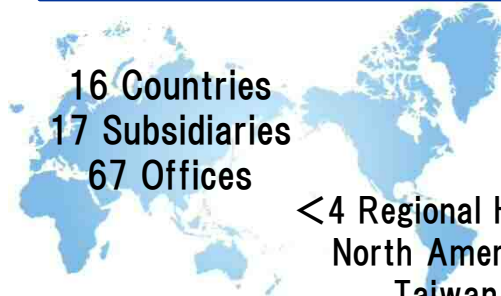 16 Countries
17 Subsidiaries
67 Offices
<4 Regional
North
Taiwan